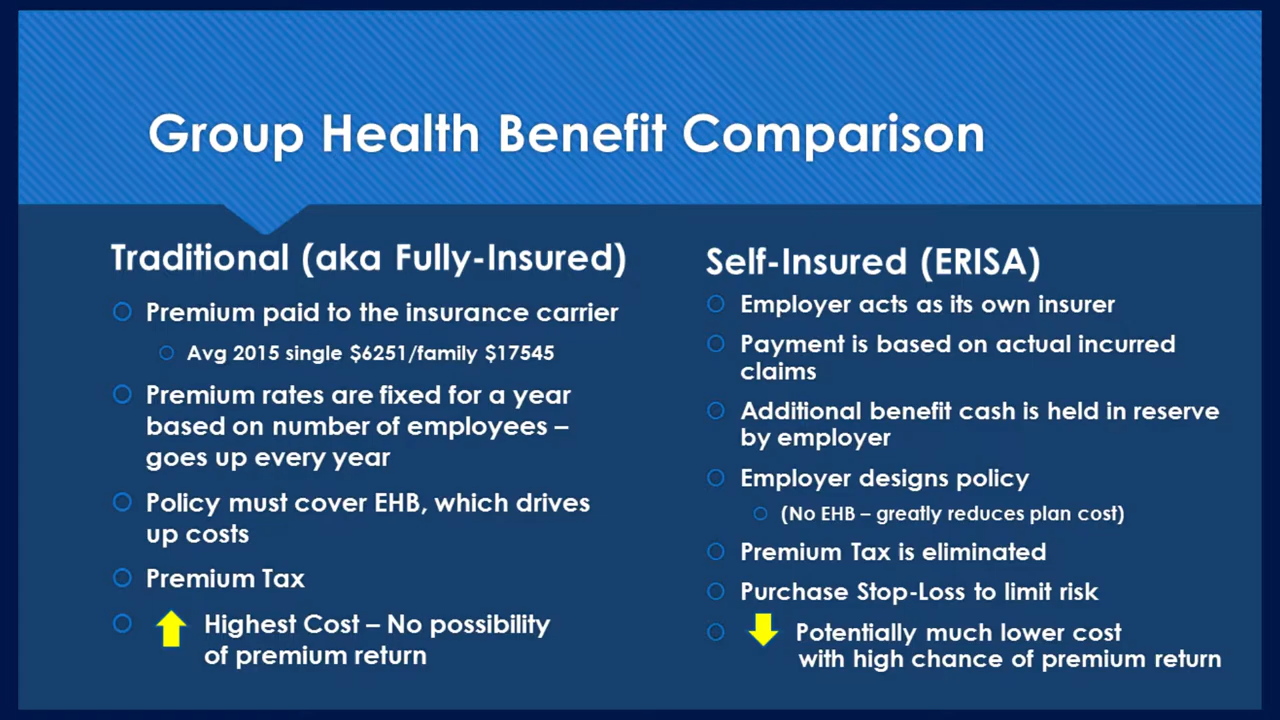 Group Health Benefit Comparison
Traditional (aka Fully-Insured)
Premium paid to the insurance carrier
Avg 2015 single $6251/family $17545
Premium rates are fixed for a year
based on number of employees –
goes up every year
Policy must cover EHB, which drives
up costs
Premium Tax
Highest Cost – No possibility
of premium return
Self-Insured (ERISA)
Employer acts as its own insurer
Payment is based on actual incurred
claims
Additional benefit cash is held in reserve
by employer
Employer designs policy
(No EHB – greatly reduces plan cost)
Premium Tax is eliminated
Purchase Stop-Loss to limit risk
Potentially much lower cost
with high chance of premium return